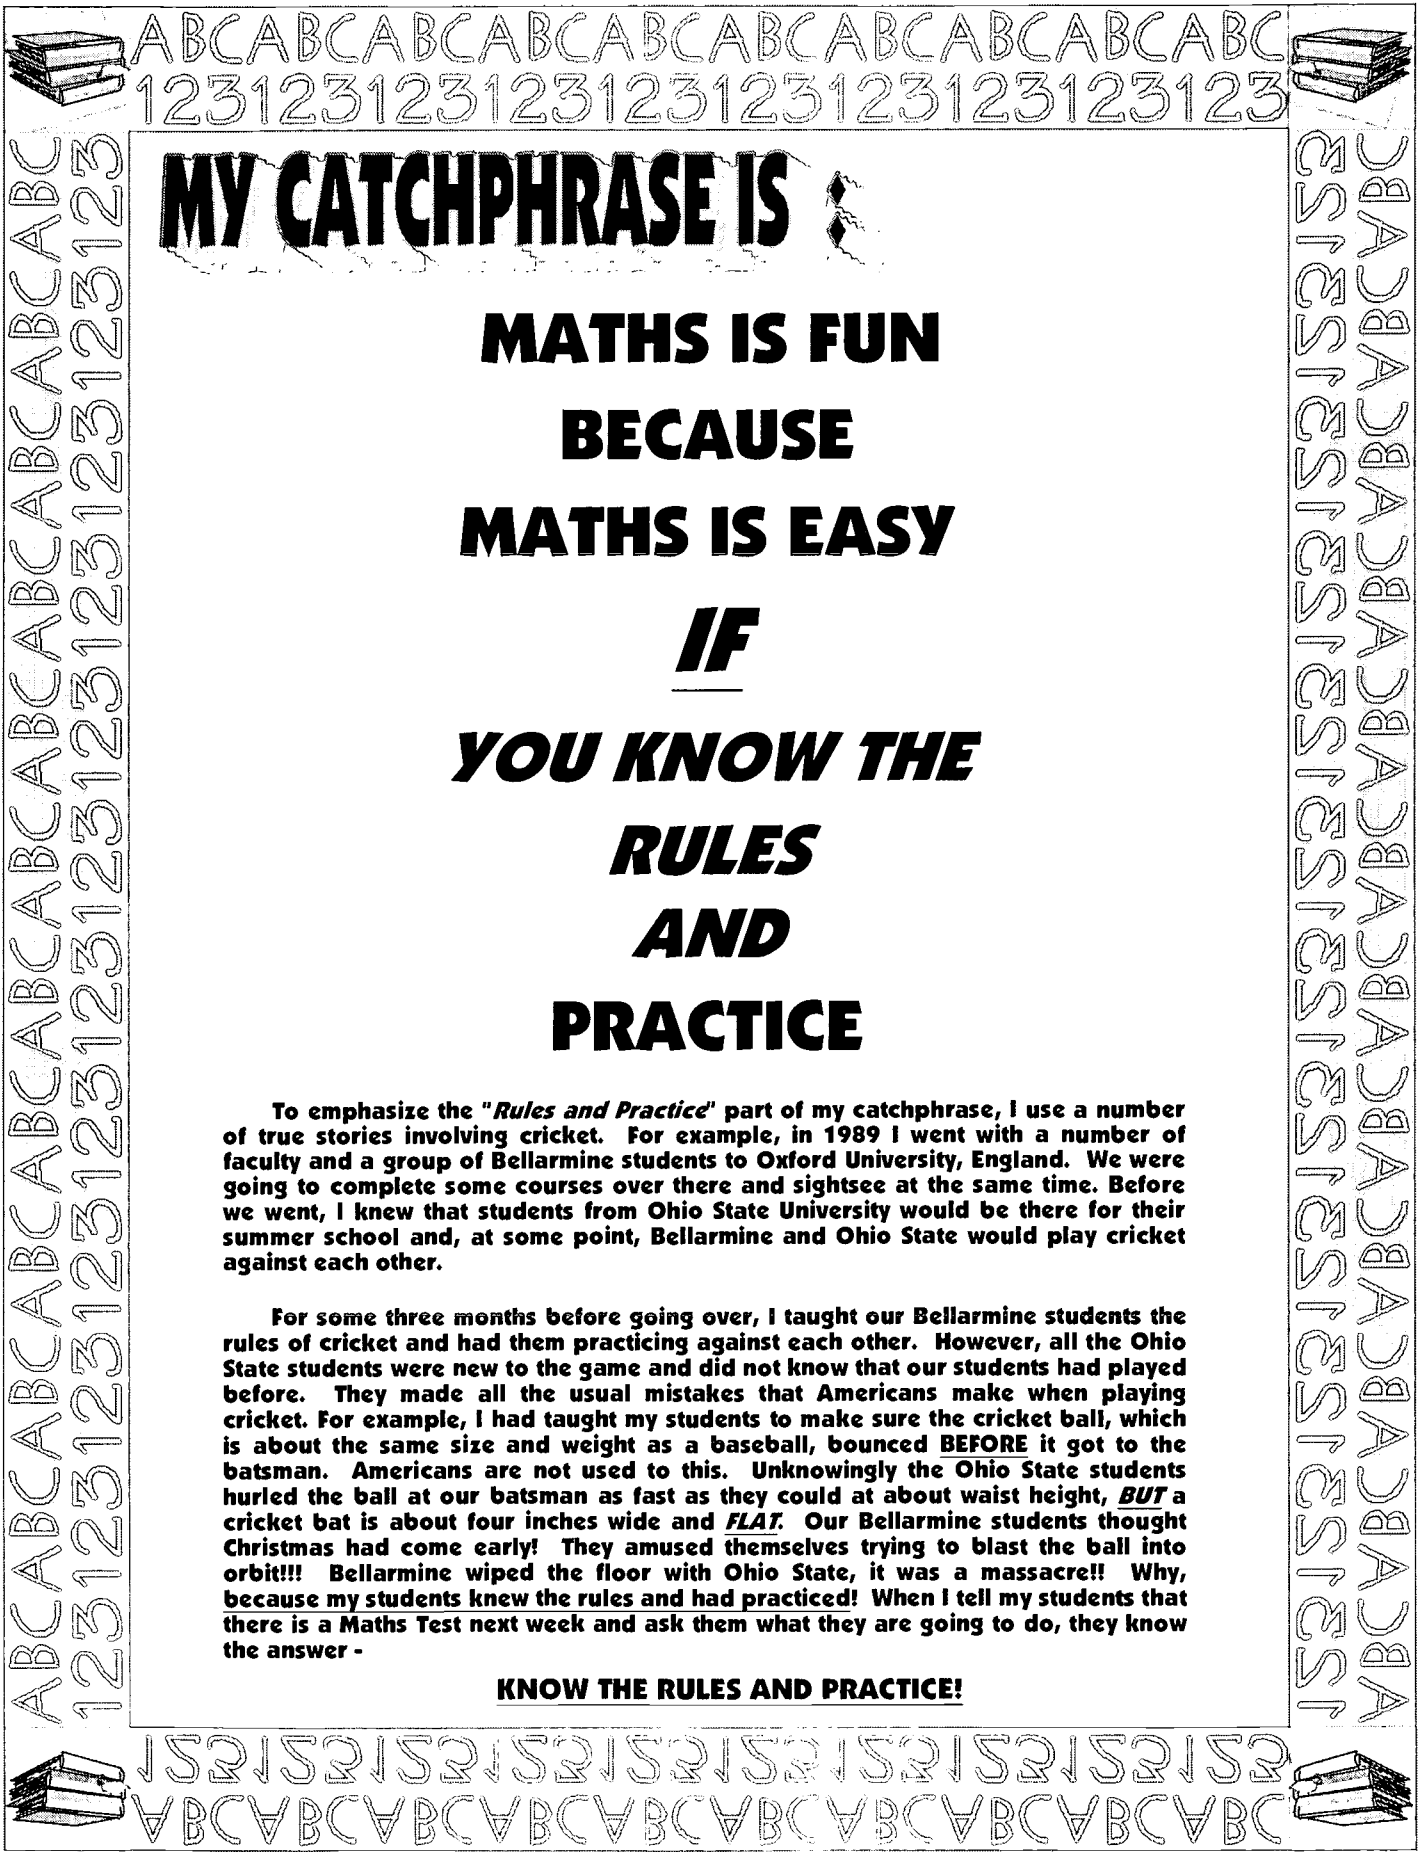 ABCABCABCABCABCABCABCABCABCABC
123123123123123123123123123123
MY CATCHPHRASE IS :
MATHS IS FUN
BECAUSE
MATHS IS EASY
IF
YOU KNOW THE
RULES
AND
PRACTICE
To emphasize the "Rules and Practice" part of my catchphrase, I use a number
of true stories involving cricket. For example, in 1989 I went with a number of
faculty and a group of Bellarmine students to Oxford University, England. We were
going to complete some courses over there and sightsee at the same time. Before
we went, I knew that students from Ohio State University would be there for their
summer school and, at some point, Bellarmine and Ohio State would play cricket
against each other.
For some three months before going over, I taught our Bellarmine students the
rules of cricket and had them practicing against each other. However, all the Ohio
State students were new to the game and did not know that our students had played
before. They made all the usual mistakes that Americans make when playing
cricket. For example, I had taught my students to make sure the cricket ball, which
is about the same size and weight as a baseball, bounced BEFORE it got to the
batsman. Americans are not used to this. Unknowingly the Ohio State students
hurled the ball at our batsman as fast as they could at about waist height, BUT a
cricket bat is about four inches wide and FLAT. Our Bellarmine students thought
Christmas had come early! They amused themselves trying to blast the ball into
orbit!!! Bellarmine wiped the floor with Ohio State, it was a massacre!! Why,
because my students knew the rules and had practiced! When I tell my students that
there is a Maths Test next week and ask them what they are going to do, they know
the answer -
KNOW THE RULES AND PRACTICE!
123123123123123123123123123123
ABCABCABCABCABCABCABCABCABCABC
ABCABCABCABCABCABCABCABCABCABCABCABC
123123123123123123123123123123123123
ABCABCABCABCABCABCABCABCABCABCABCABC
123123123123123123123123123123123123